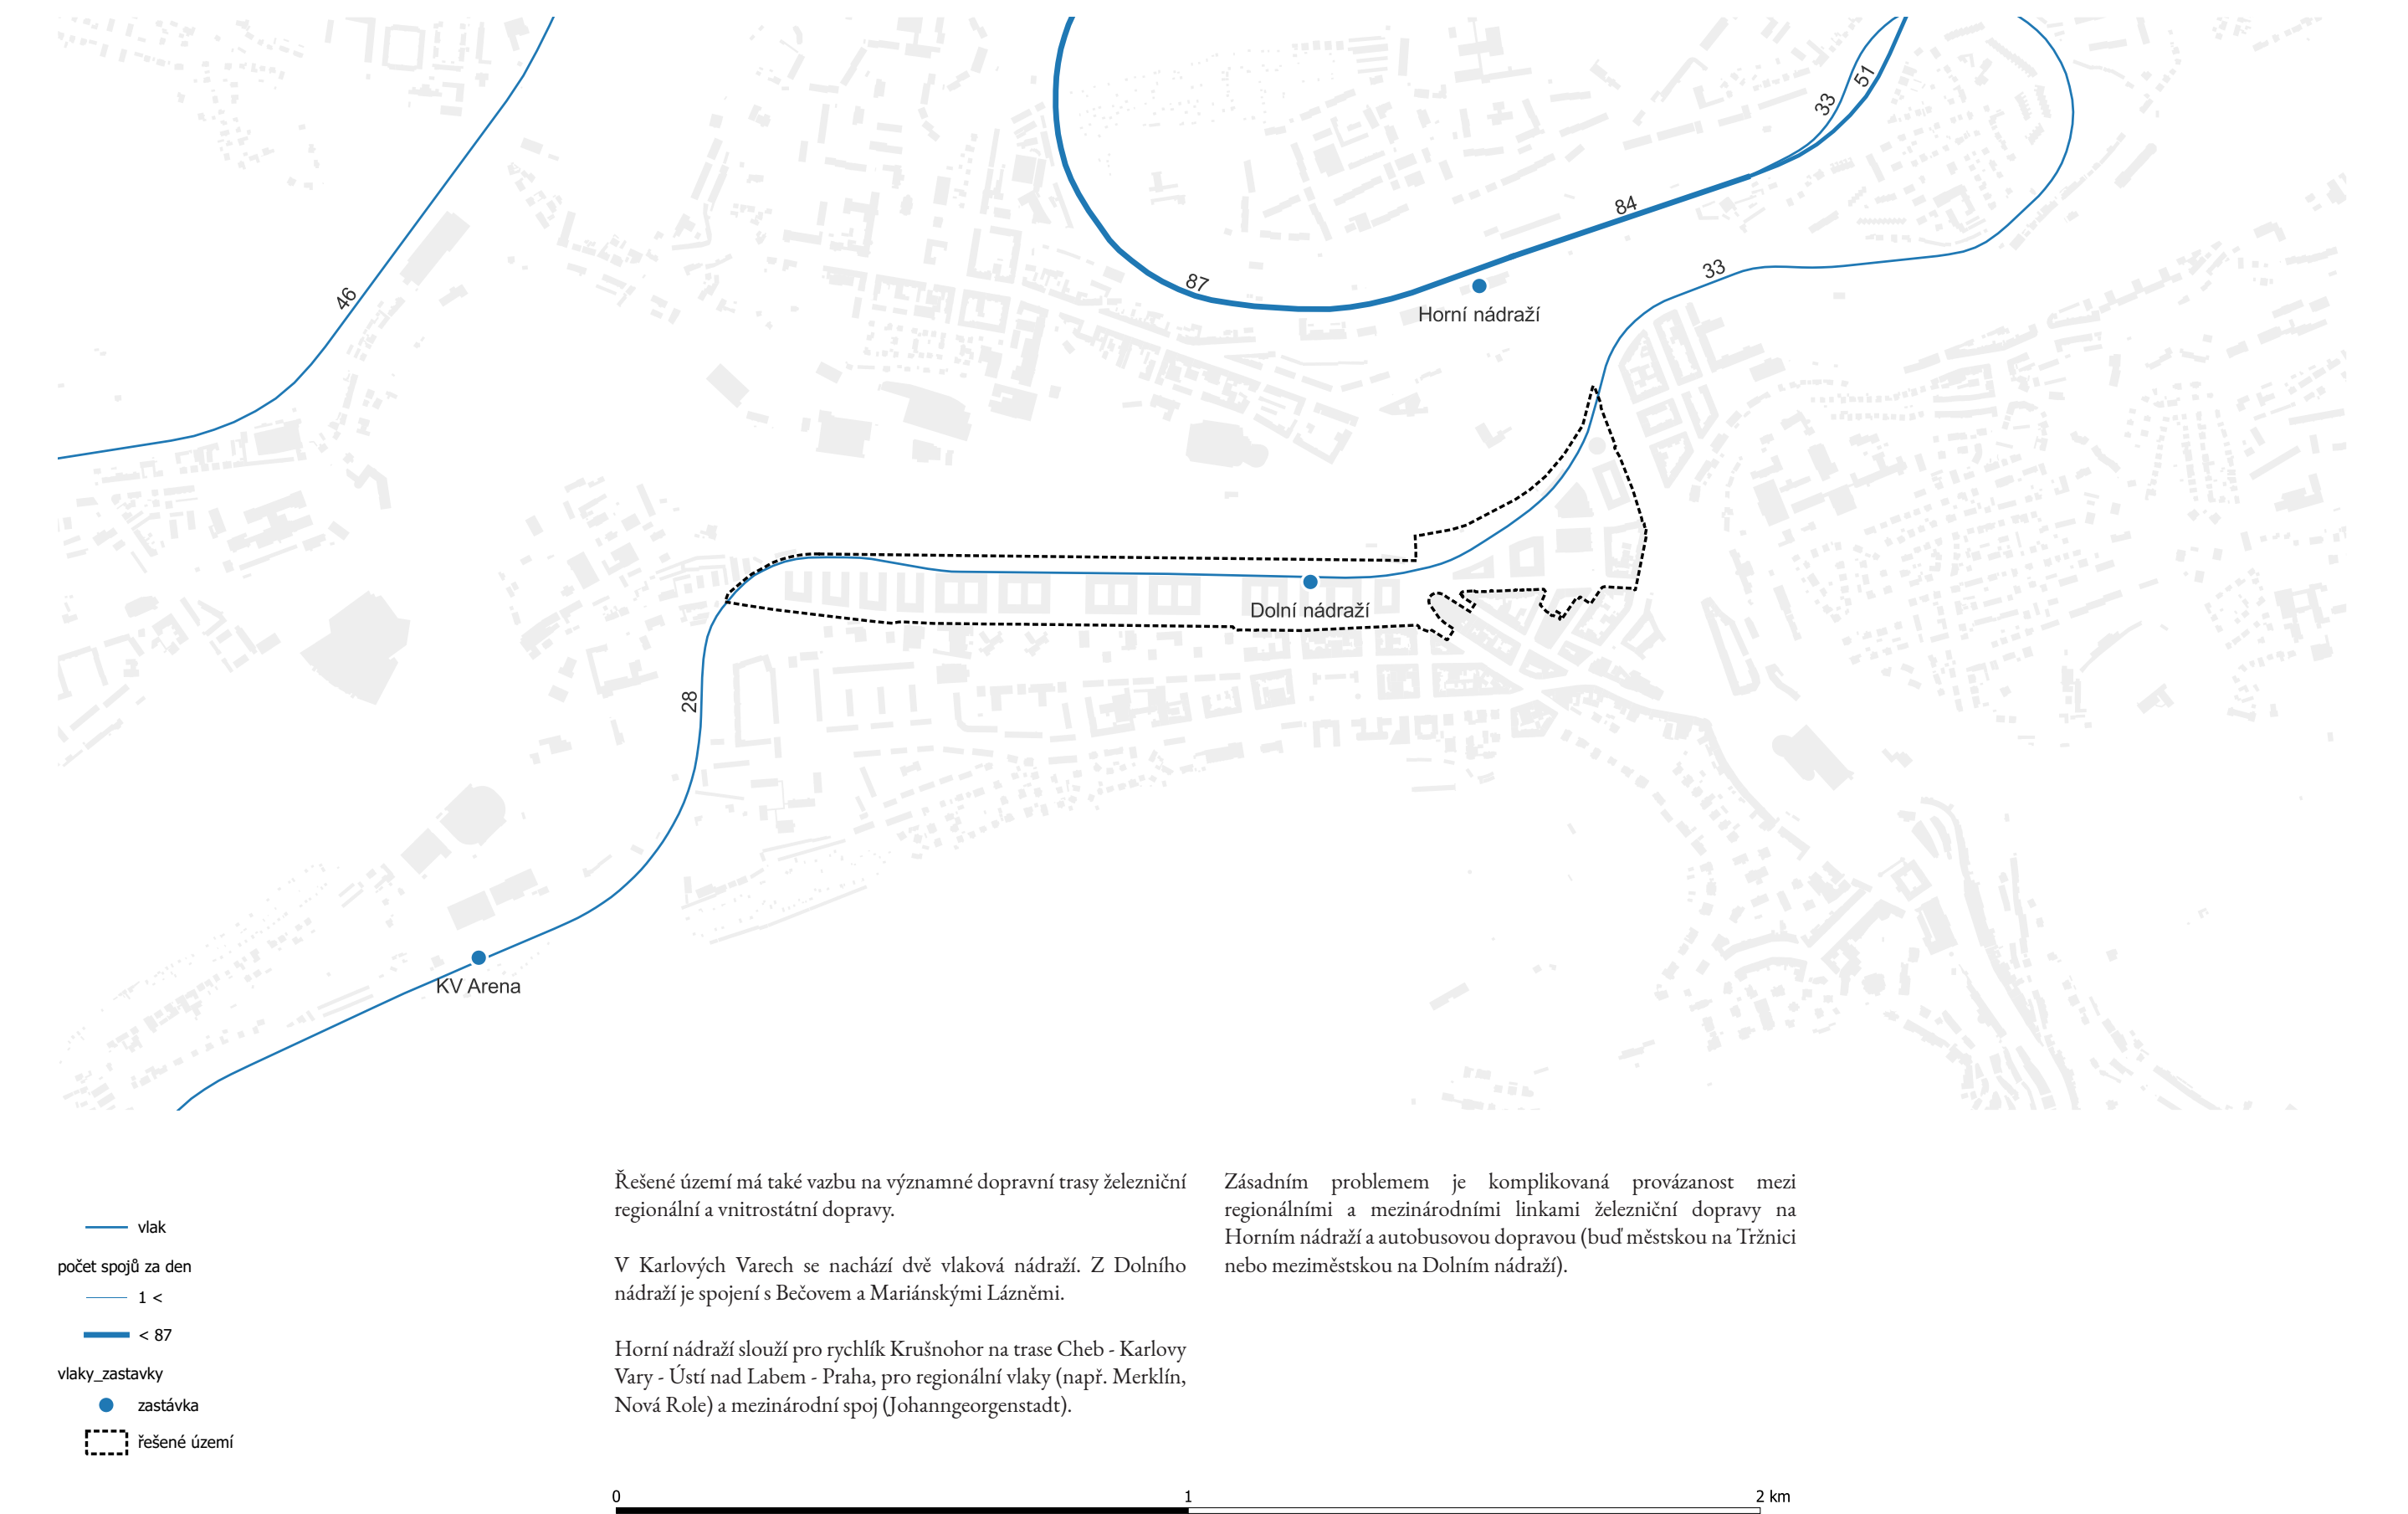 33
51
84
33
87
46
Horní nádraží
Dolní nádraží
28
KV Arena
vlak
počet spojů za den
1 <
< 87
vlaky_zastavky
zastávka
řešené území
Řešené území má také vazbu na významné dopravní trasy železniční
regionální a vnitrostátní dopravy.
V Karlových Varech se nachází dvě vlaková nádraží. Z Dolního
nádraží je spojení s Bečovem a Mariánskými Lázněmi.
Horní nádraží slouží pro rychlík Krušnohor na trase Cheb - Karlovy
Vary - Ústí nad Labem - Praha, pro regionální vlaky (např. Merklín,
Nová Role) a mezinárodní spoj (Johanngeorgenstadt).
Zásadním problemem je komplikovaná provázanost mezi
regionálními a mezinárodními linkami železniční dopravy na
Horním nádraží a autobusovou dopravou (buď městskou na Tržnici
nebo meziměstskou na Dolním nádraží).
0 1 2 km